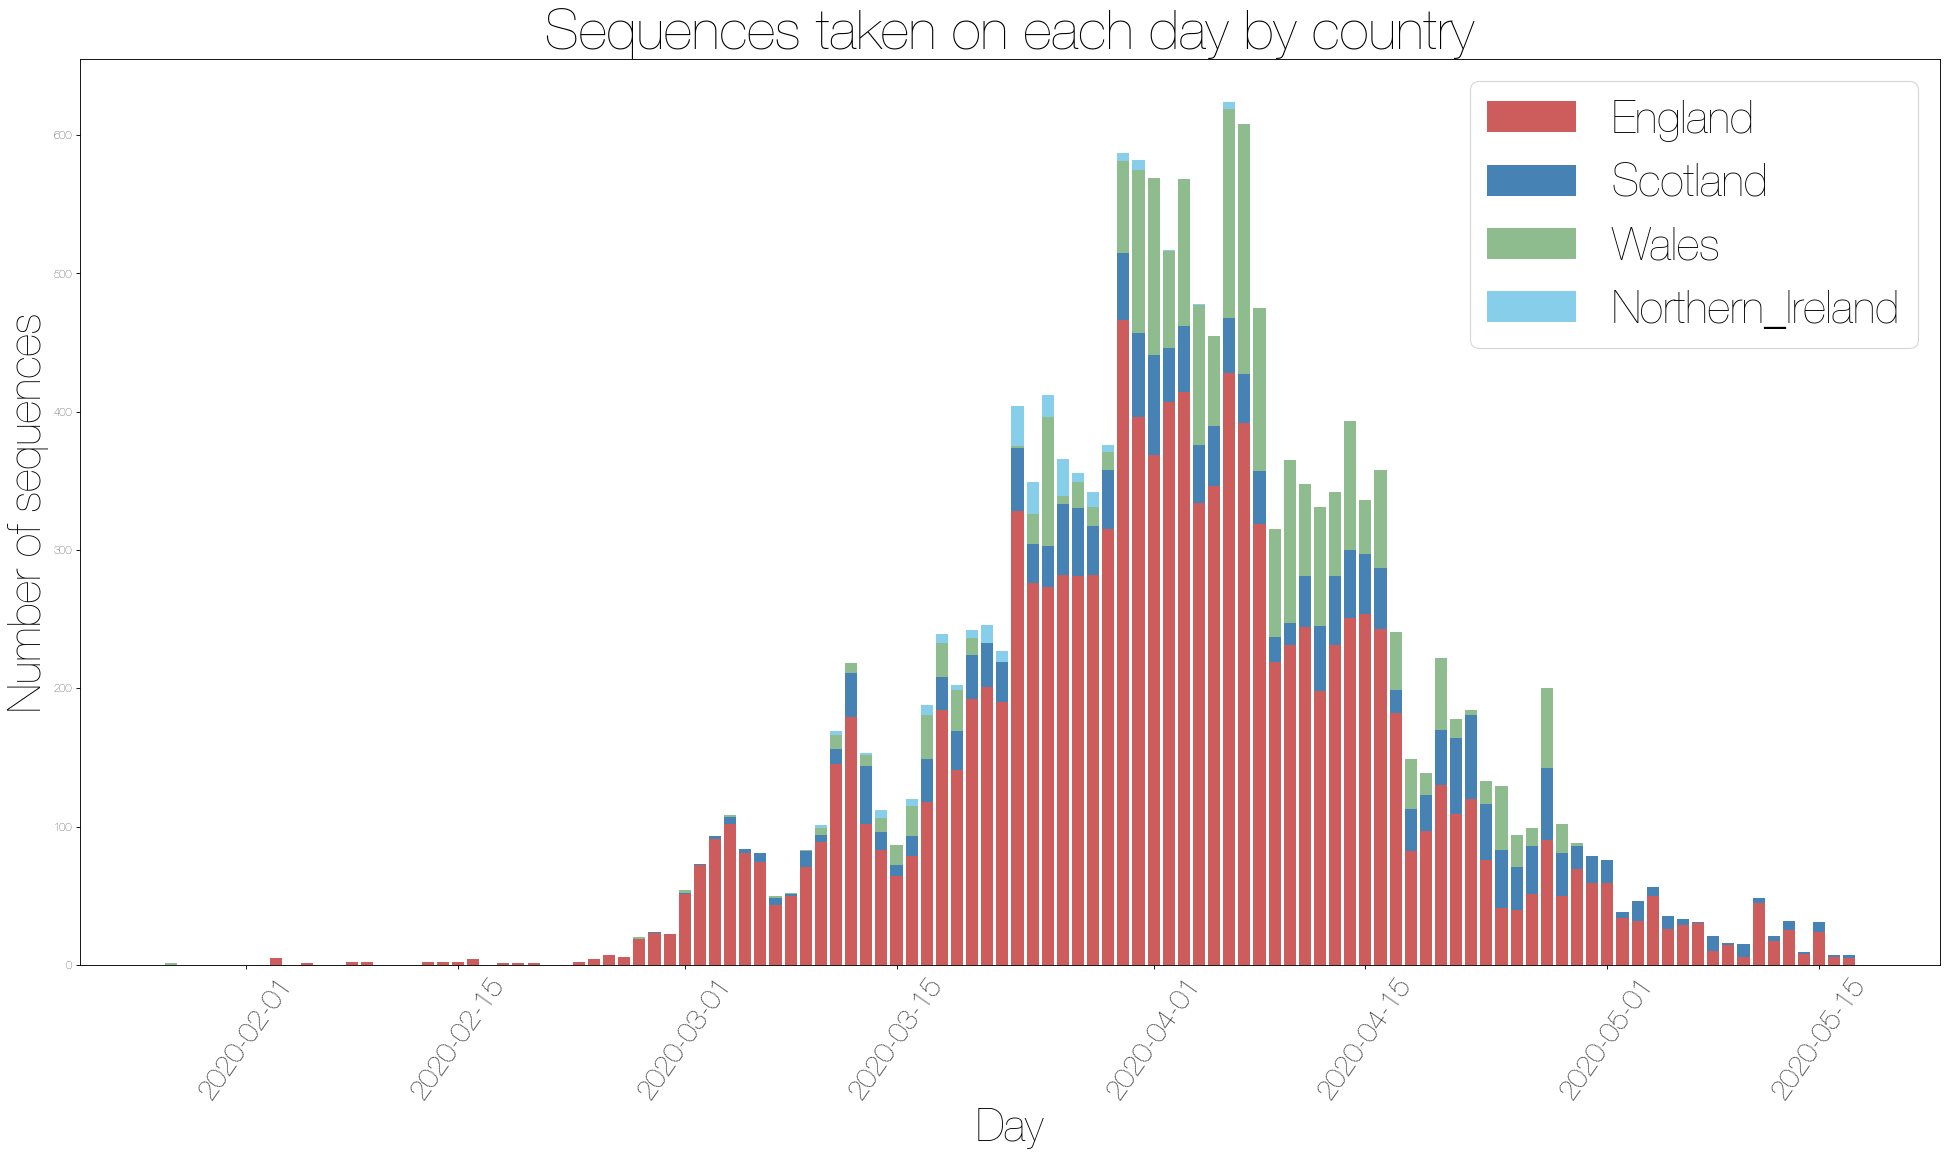 Sequences taken on each day by country
England
Scotland
Wales
Northern_Ireland
Number of sequences
600
500
400
300
200
100
0
2020-02-01
2020-02-15
2020-03-01
2020-03-15
2020-04-01
2020-04-15
2020-05-01
2020-05-15
Day